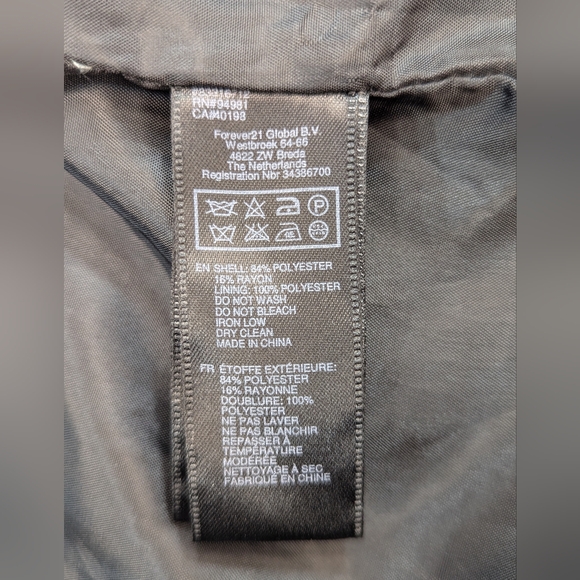 RN#94981
CA#40198
Forever21 Global B.V.
Westbroek 64-66
4822 ZW Breda
The Netherlands
Registration Nbr 34386700
P
EN SHELL: 84% POLYESTER
16% RAYON
LINING: 100% POLYESTER
DO NOT WASH
DO NOT BLEACH
IRON LOW
DRY CLEAN
MADE IN CHINA
FR ÉTOFFE EXTÉRIEURE:
84% POLYESTER
16% RAYONNE
DOUBLURE: 100%
POLYESTER
NE PAS LAVER
NE PAS BLANCHIR
REPASSER À
TEMPÉRATURE
MODÉRÉE
NETTOYAGE À SEC
FABRIQUÉ EN CHINE